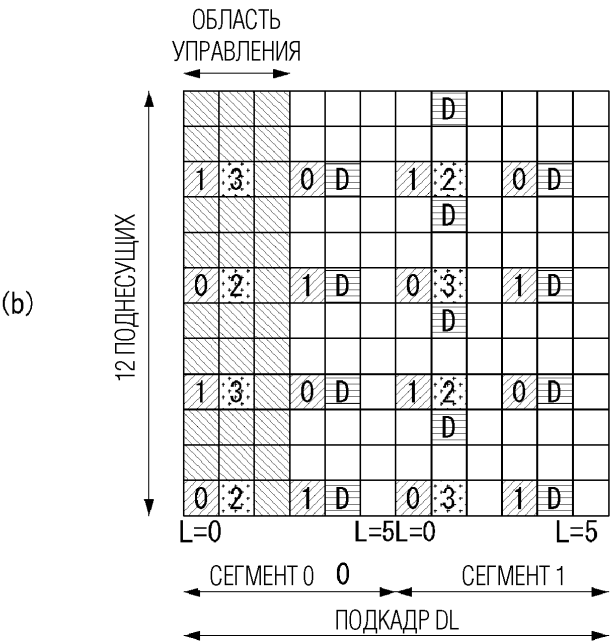 ОБЛАСТЬ
УПРАВЛЕНИЯ
D
1 3 0 D 1 2 0 D
D
12 ПОДНЕСУЩИХ
(b)
0 2 1 D 0 3 1 D
D
1 3 0 D 1 2 0 D
D
0 2 1 D 0 3 1 D
L=0 L=5 L=0 L=5
СЕГМЕНТ 0 0 СЕГМЕНТ 1
ПОДКАДР DL